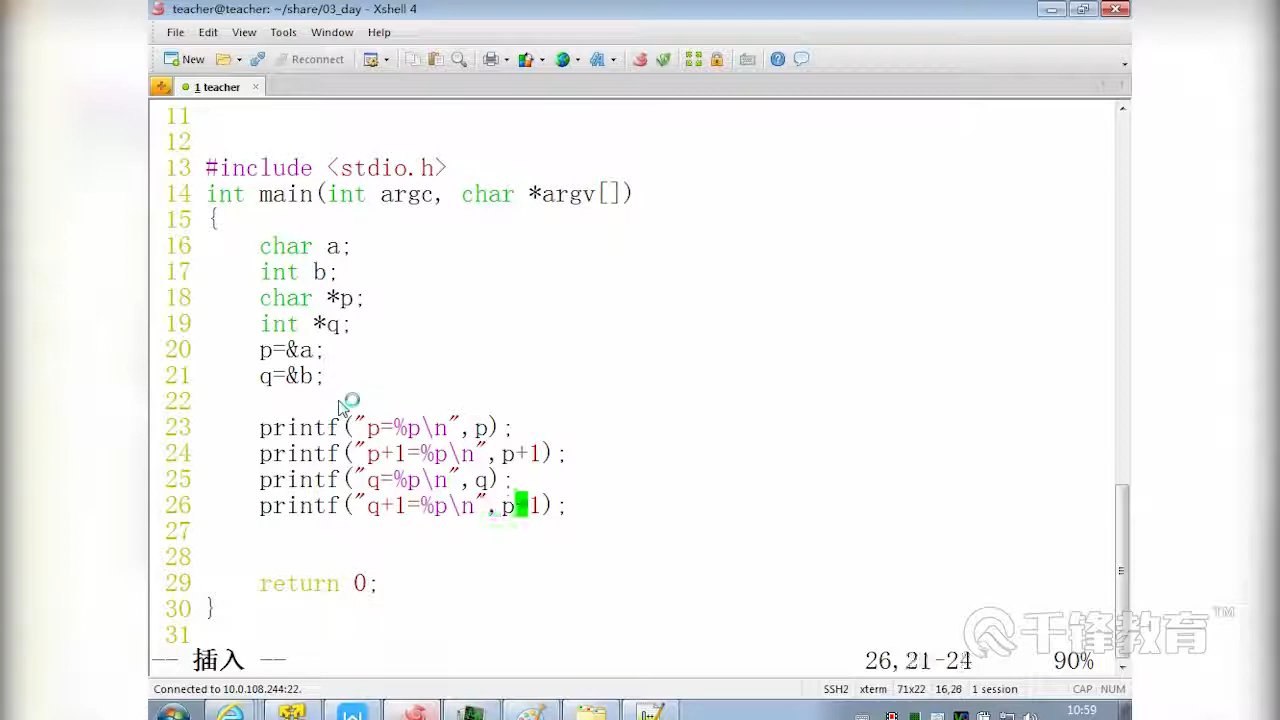 teacher@teacher: ~/share/03_day - Xshell 4
File Edit View Tools Window Help
New Reconnect
1 teacher
11
12
13 #include <stdio.h>
14 int main(int argc, char *argv[])
15 {
16 char a;
17 int b;
18 char *p;
19 int *q;
20 p=&a;
21 q=&b;
22
23 printf("p=%p\n",p);
24 printf("p+1=%p\n",p+1);
25 printf("q=%p\n",q);
26 printf("q+1=%p\n",p+1);
27
28
29 return 0;
30 }
31
-- 插入 -- 26,21-24 90%
千锋教育 TM
Connected to 10.0.108.244:22. SSH2 xterm 71x22 16,26 1 session CAP NUM
10:59